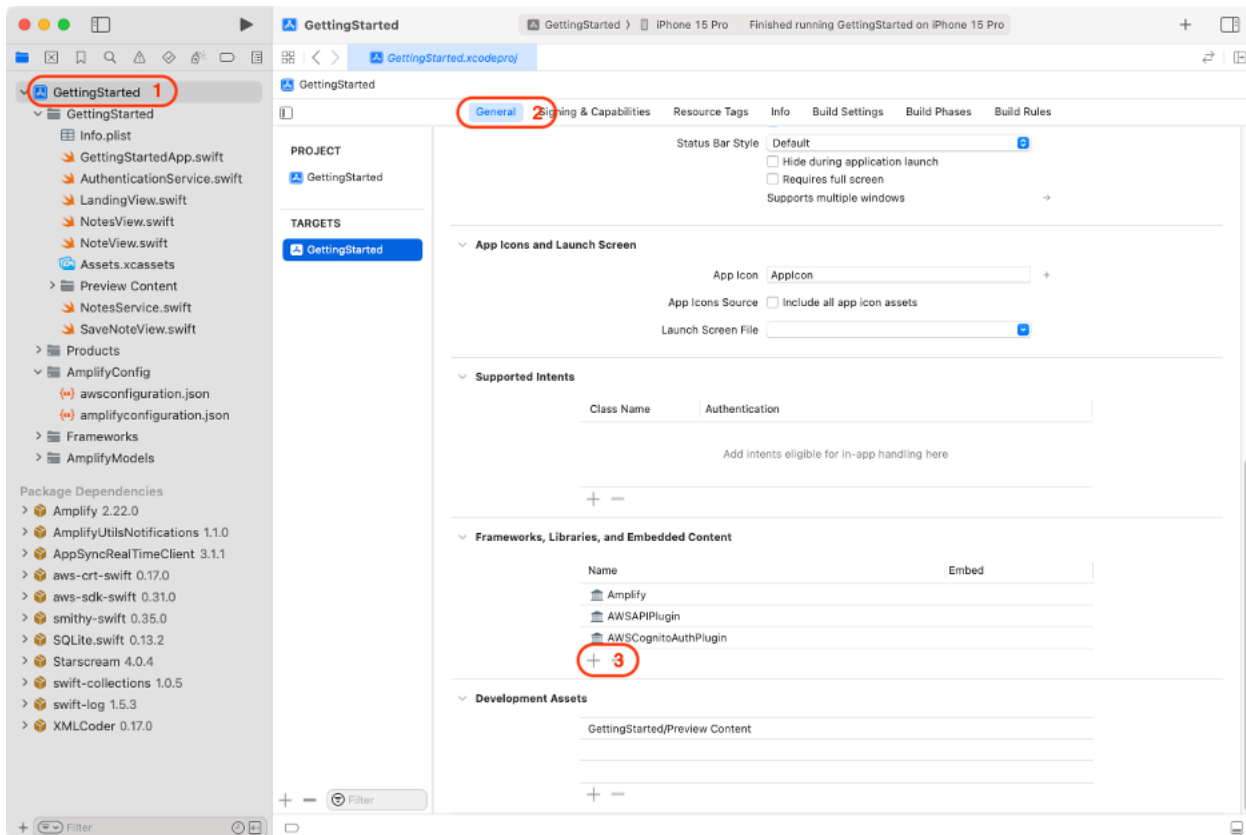 GettingStarted
GettingStarted iPhone 15 Pro Finished running GettingStarted on iPhone 15 Pro
GettingStarted.xcodeproj
GettingStarted 1
GettingStarted
Info.plist
GettingStartedApp.swift
AuthenticationService.swift
LandingView.swift
NotesView.swift
NoteView.swift
Assets.xcassets
Preview Content
NotesService.swift
SaveNoteView.swift
Products
AmplifyConfig
awsconfiguration.json
amplifyconfiguration.json
Frameworks
AmplifyModels
Package Dependencies
Amplify 2.22.0
AmplifyUtilsNotifications 1.1.0
AppSyncRealTimeClient 3.1.1
aws-crt-swift 0.17.0
aws-sdk-swift 0.31.0
smithy-swift 0.35.0
SQLite.swift 0.13.2
Starscream 4.0.4
swift-collections 1.0.5
swift-log 1.5.3
XMLCoder 0.17.0
Filter
GettingStarted
General 2 Signing & Capabilities Resource Tags Info Build Settings Build Phases Build Rules
PROJECT
GettingStarted
TARGETS
GettingStarted
Filter
Status Bar Style Default
Hide during application launch
Requires full screen
Supports multiple windows
App Icons and Launch Screen
App Icon AppIcon
App Icons Source Include all app icon assets
Launch Screen File
Supported Intents
Class Name Authentication
Add intents eligible for in-app handling here
Frameworks, Libraries, and Embedded Content
Name Embed
Amplify
AWSAPIPlugin
AWSCognitoAuthPlugin
3
Development Assets
GettingStarted/Preview Content